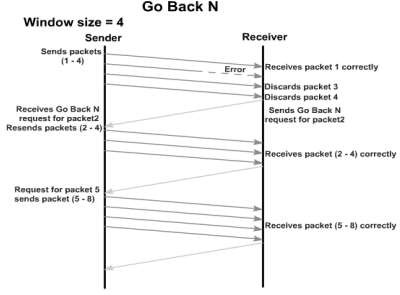 Go Back N
Window size = 4
Sender
Receiver
Sends packets
(1 - 4)
Error
Receives packet 1 correctly
Discards packet 3
Discards packet 4
Receives Go Back N
request for packet2
Resends packets (2 - 4)
Sends Go Back N
request for packet2
Receives packet (2 - 4) correctly
Request for packet 5
sends packet (5 - 8)
Receives packet (5 - 8) correctly